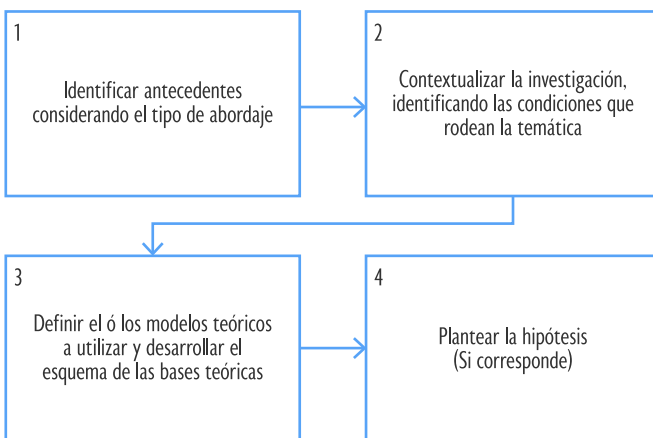 1
Identificar antecedentes
considerando el tipo de abordaje
2
Contextualizar la investigación,
identificando las condiciones que
rodean la temática
3
Definir el ó los modelos teóricos
a utilizar y desarrollar el
esquema de las bases teóricas
4
Plantear la hipótesis
(Si corresponde)